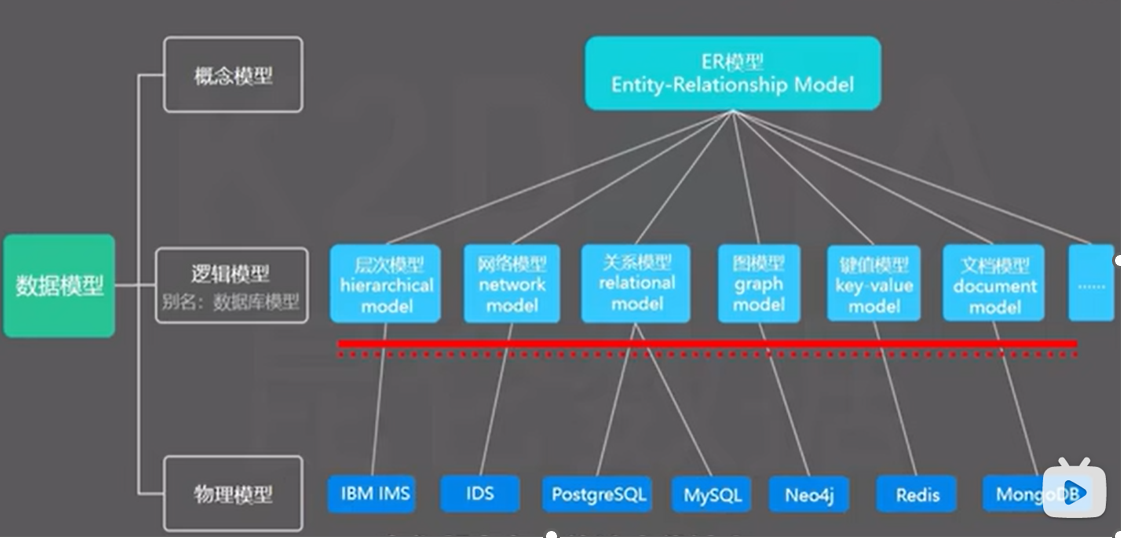 概念模型
ER模型
Entity-Relationship Model
数据模型
逻辑模型
别名：数据库模型
层次模型
hierarchical
model
网络模型
network
model
关系模型
relational
model
图模型
graph
model
键值模型
key-value
model
文档模型
document
model
......
物理模型
IBM IMS
IDS
PostgreSQL
MySQL
Neo4j
Redis
MongoDB